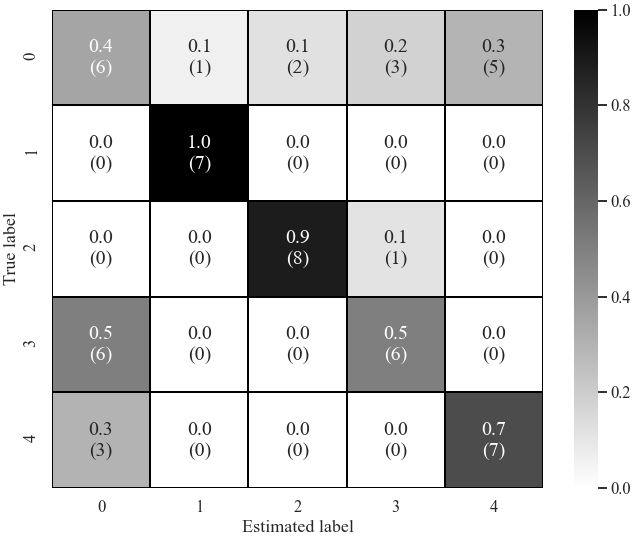 0.4 0.1 0.1 0.2 0.3
(6) (1) (2) (3) (5)
0.0 1.0 0.0 0.0 0.0
(0) (7) (0) (0) (0)
0.0 0.0 0.9 0.1 0.0
(0) (0) (8) (1) (0)
0.5 0.0 0.0 0.5 0.0
(6) (0) (0) (6) (0)
0.3 0.0 0.0 0.0 0.7
(3) (0) (0) (0) (7)
0
1
2
3
4
True label
0 1 2 3 4
Estimated label
1.0
0.8
0.6
0.4
0.2
0.0